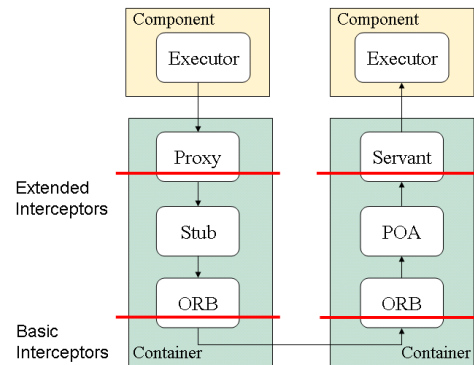 Component
Executor
Component
Executor
Proxy
Servant
Extended
Interceptors
Stub
POA
ORB
ORB
Basic
Interceptors
Container
Container